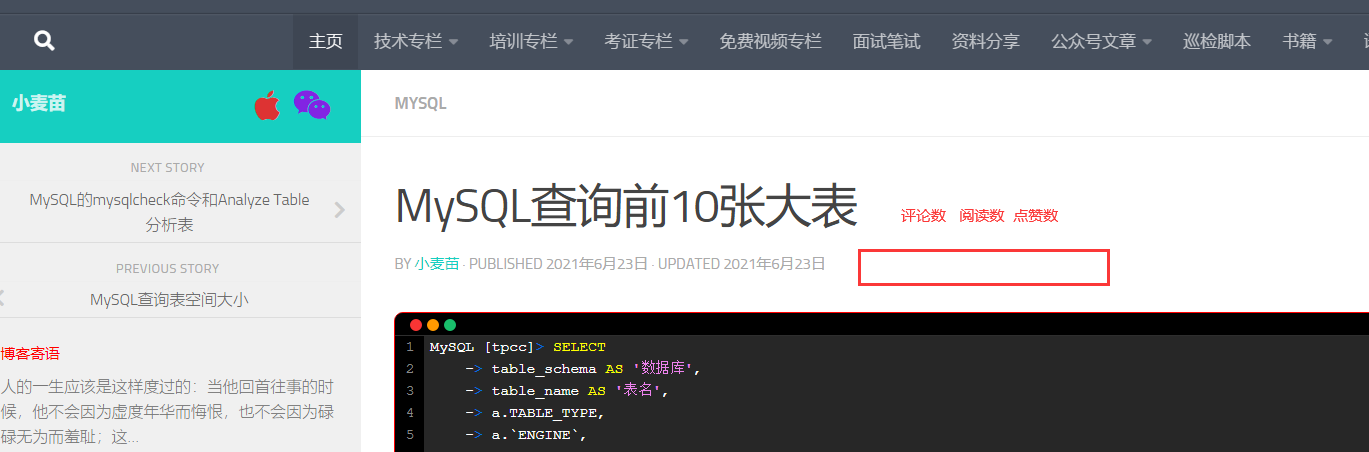 主页 技术专栏 培训专栏 考证专栏 免费视频专栏 面试笔试 资料分享 公众号文章 巡检脚本 书籍
小麦苗
MYSQL
NEXT STORY
MySQL的mysqlcheck命令和Analyze Table
分析表
PREVIOUS STORY
MySQL查询表空间大小
博客寄语
人的一生应该是这样度过的：当他回首往事的时
候，他不会因为虚度年华而悔恨，也不会因为碌
碌无为而羞耻；这...
MySQL查询前10张大表
评论数 阅读数 点赞数
BY 小麦苗 · PUBLISHED 2021年6月23日 · UPDATED 2021年6月23日
1 MySQL [tpcc]> SELECT
2 -> table_schema AS '数据库',
3 -> table_name AS '表名',
4 -> a.TABLE_TYPE,
5 -> a.`ENGINE`,